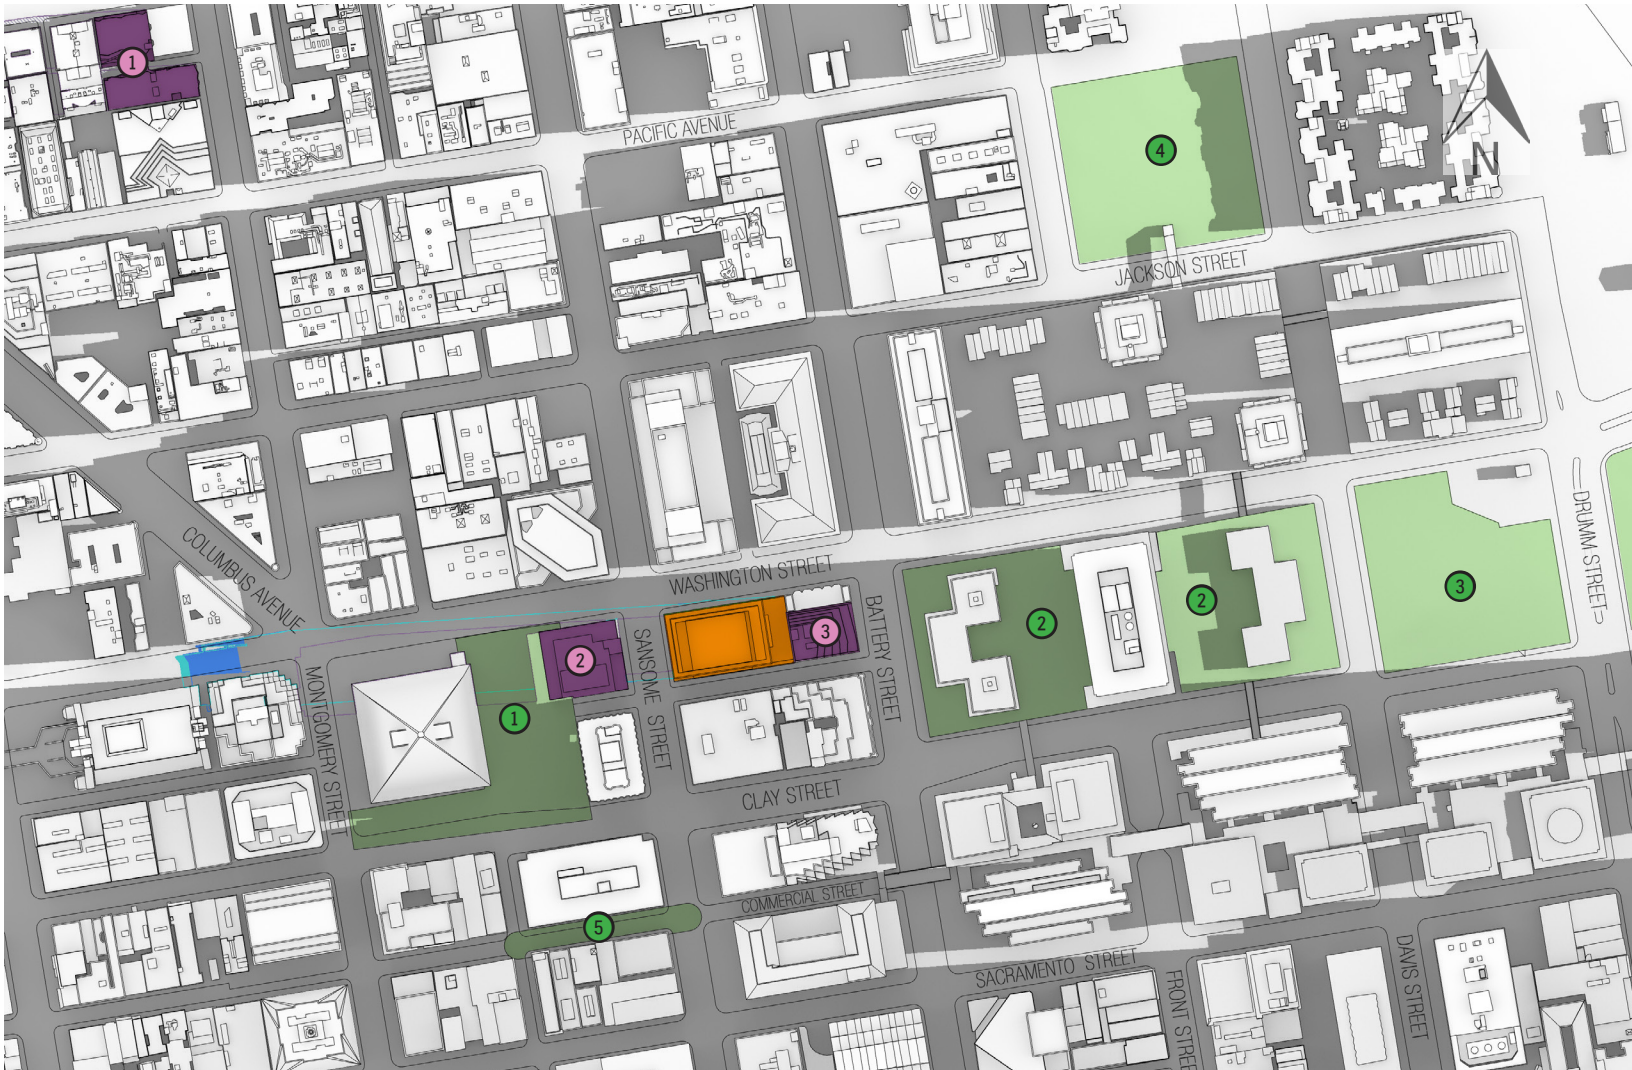 1
PACIFIC AVENUE
4
N
JACKSON STREET
COLUMBUS AVENUE
WASHINGTON STREET
DRUMM STREET
3
2
2
BATTERY STREET
3
2
SANSOME STREET
MONTGOMERY STREET
1
CLAY STREET
COMMERCIAL STREET
5
SACRAMENTO STREET
FRONT STREE
DAVIS STREET